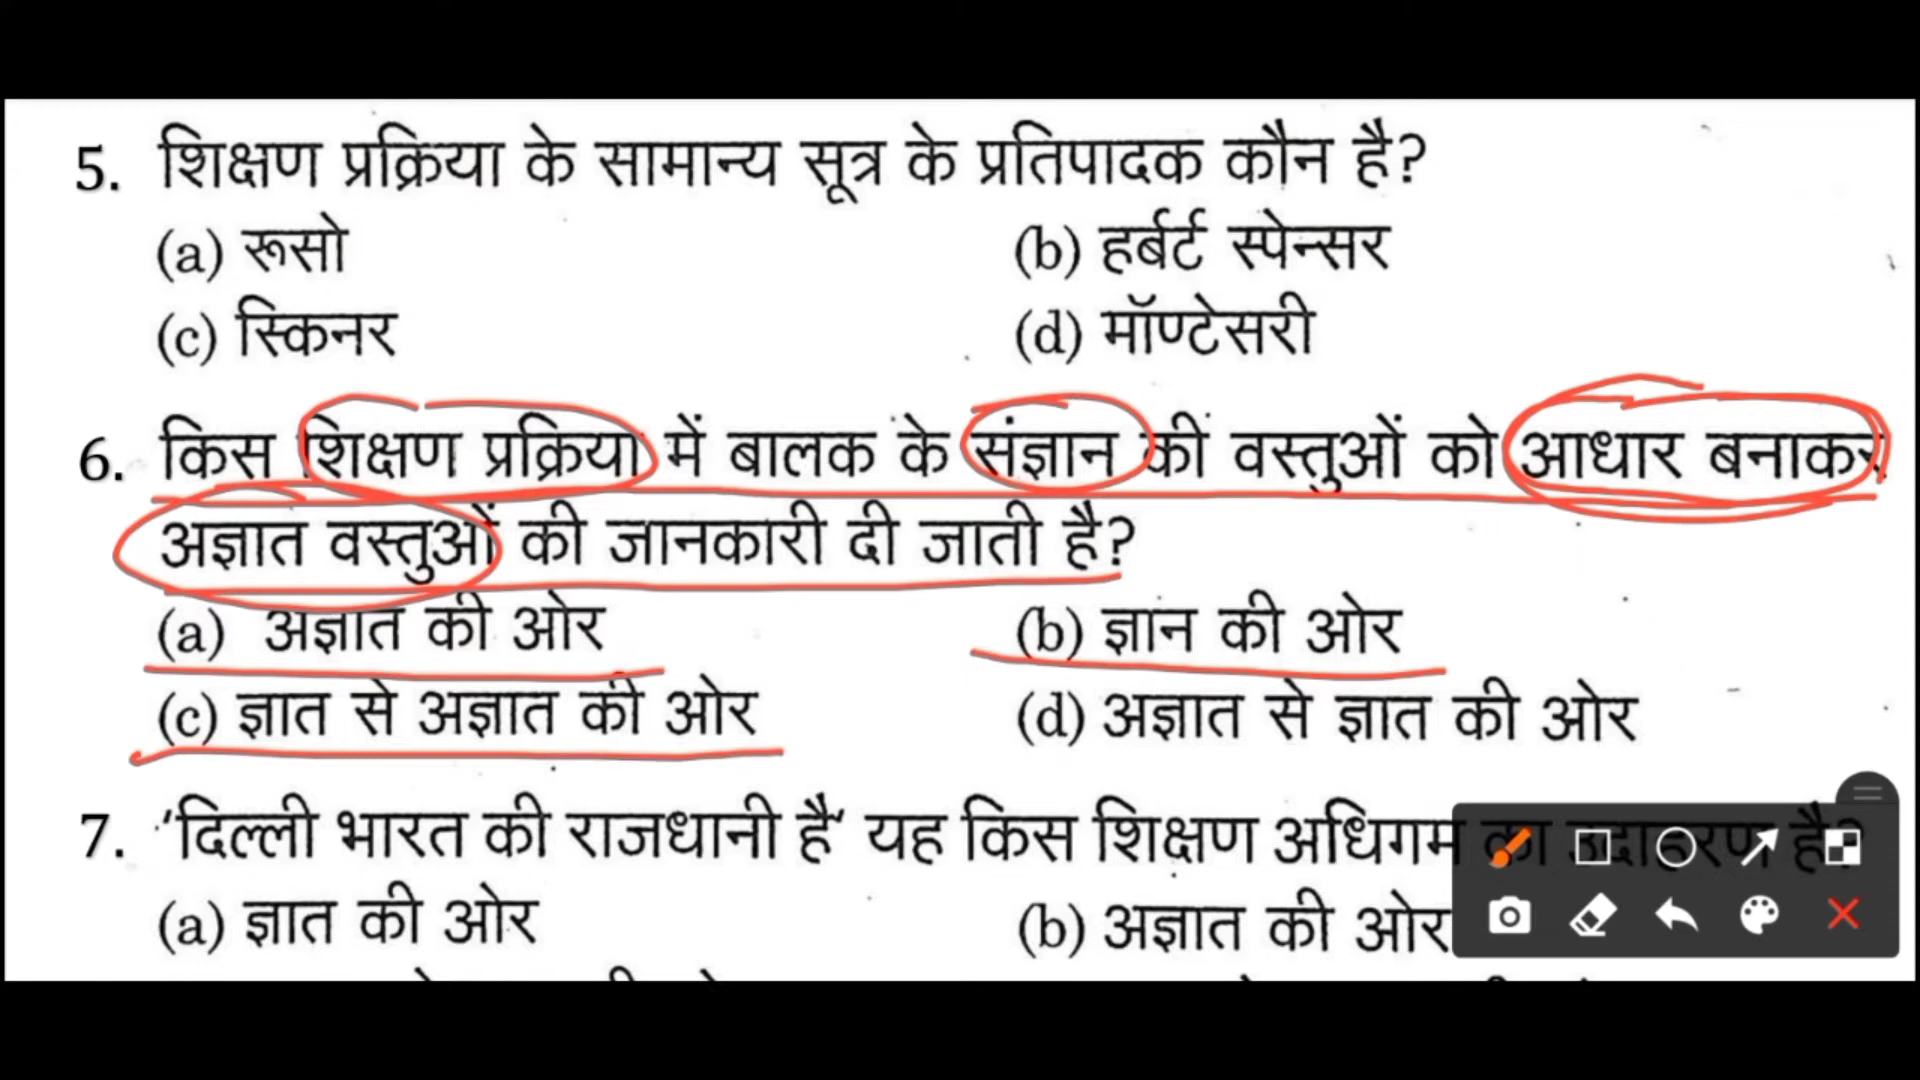 5. शिक्षण प्रक्रिया के सामान्य सूत्र के प्रतिपादक कौन है?
(a) रूसो (b) हर्बर्ट स्पेन्सर
(c) स्किनर (d) मॉण्टेसरी
6. किस शिक्षण प्रक्रिया में बालक के संज्ञान की वस्तुओं को आधार बनाकर
अज्ञात वस्तुओं की जानकारी दी जाती है?
(a) अज्ञात की ओर (b) ज्ञान की ओर
(c) ज्ञात से अज्ञात की ओर (d) अज्ञात से ज्ञात की ओर
7. 'दिल्ली भारत की राजधानी है' यह किस शिक्षण अधिगम का उदाहरण है?
(a) ज्ञात की ओर (b) अज्ञात की ओर